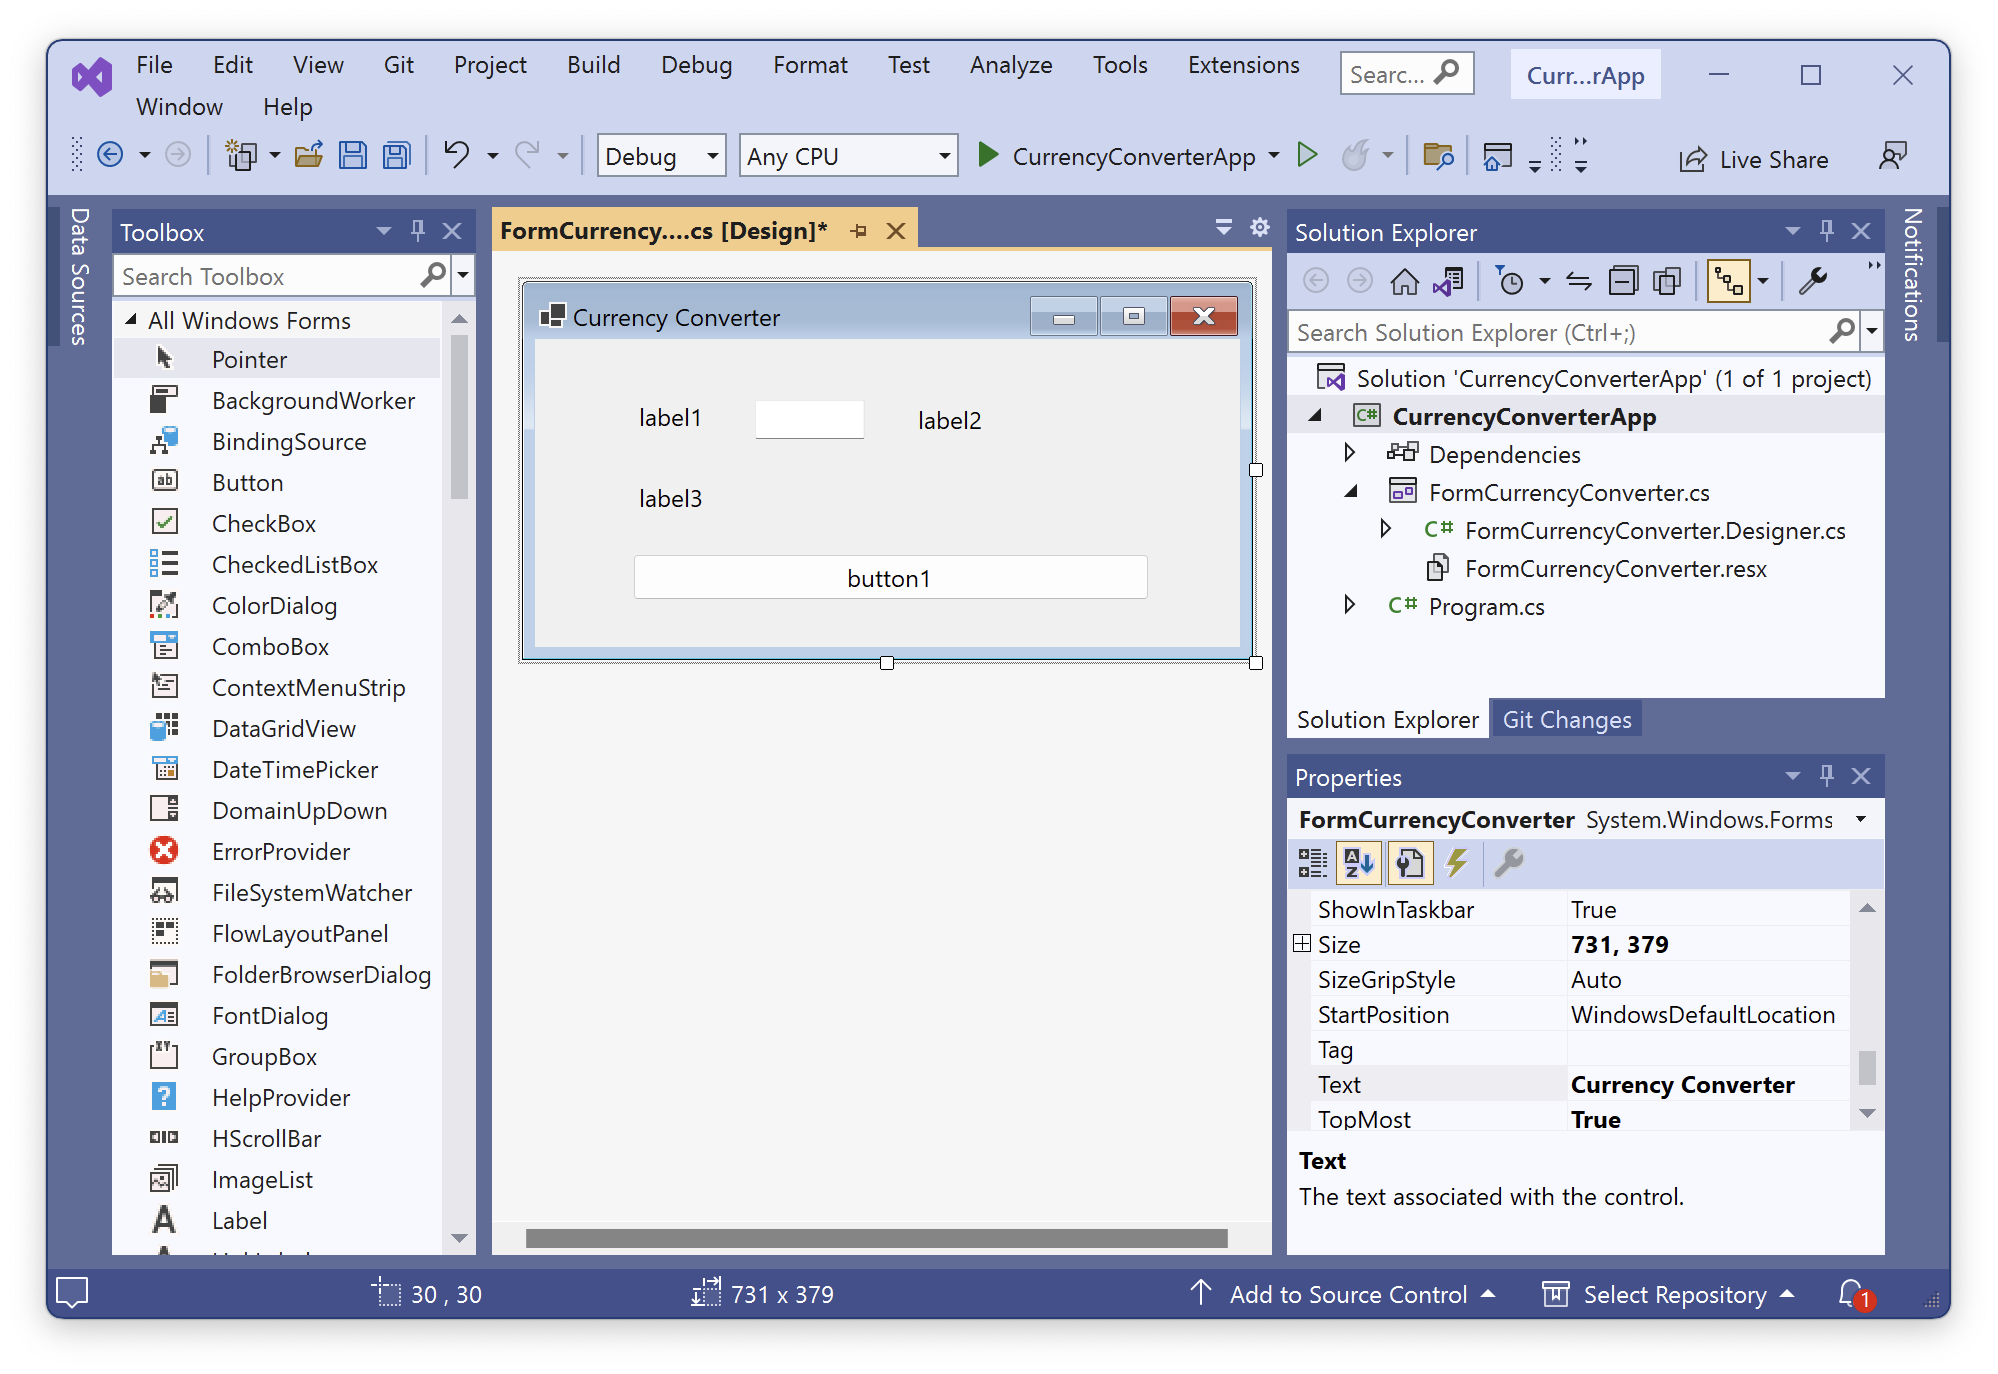 File Edit View Git Project Build Debug Format Test Analyze Tools Extensions
Window Help
Searc...
Curr...rApp
Debug
Any CPU
CurrencyConverterApp
Live Share
Data Sources
Toolbox
Search Toolbox
All Windows Forms
Pointer
BackgroundWorker
BindingSource
Button
CheckBox
CheckedListBox
ColorDialog
ComboBox
ContextMenuStrip
DataGridView
DateTimePicker
DomainUpDown
ErrorProvider
FileSystemWatcher
FlowLayoutPanel
FolderBrowserDialog
FontDialog
GroupBox
HelpProvider
HScrollBar
ImageList
Label
FormCurrency....cs [Design]*
Currency Converter
label1
label2
label3
button1
Solution Explorer
Search Solution Explorer (Ctrl+;)
Solution 'CurrencyConverterApp' (1 of 1 project)
CurrencyConverterApp
Dependencies
FormCurrencyConverter.cs
C# FormCurrencyConverter.Designer.cs
FormCurrencyConverter.resx
C# Program.cs
Solution Explorer
Git Changes
Properties
FormCurrencyConverter System.Windows.Forms
ShowInTaskbar True
Size 731, 379
SizeGripStyle Auto
StartPosition WindowsDefaultLocation
Tag
Text Currency Converter
TopMost True
Text
The text associated with the control.
Notifications
30 , 30
731 x 379
Add to Source Control
Select Repository
1